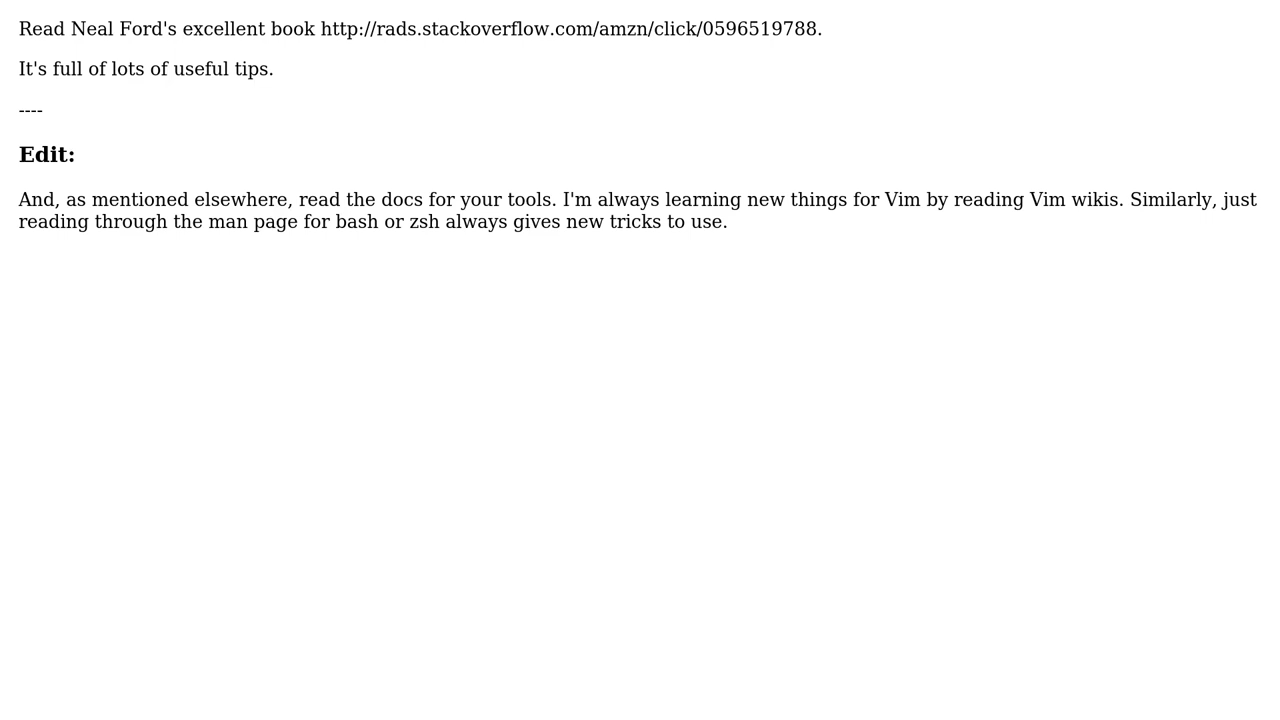 Read Neal Ford's excellent book http://rads.stackoverflow.com/amzn/click/0596519788.
It's full of lots of useful tips.
----
Edit:
And, as mentioned elsewhere, read the docs for your tools. I'm always learning new things for Vim by reading Vim wikis. Similarly, just
reading through the man page for bash or zsh always gives new tricks to use.